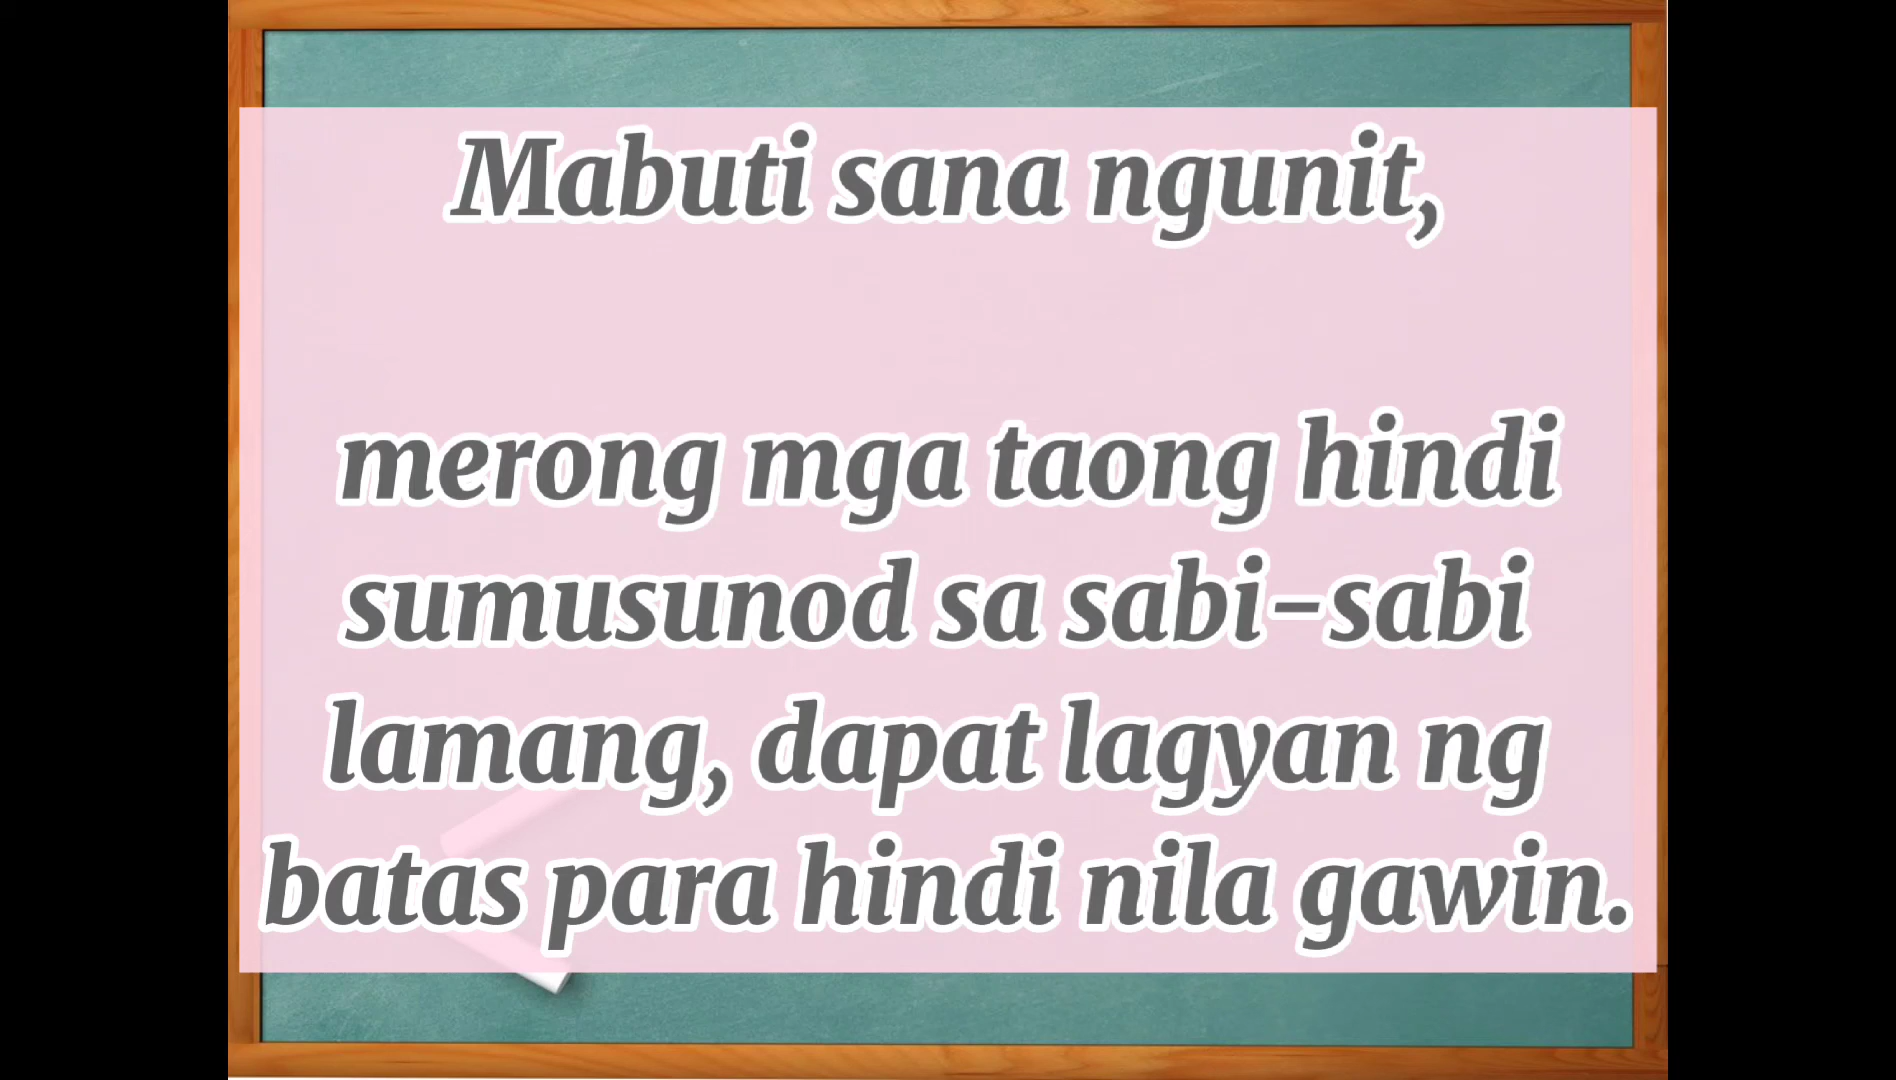 Mabuti sana ngunit,
merong mga taong hindi
sumusunod sa sabi-sabi
lamang, dapat lagyan ng
batas para hindi nila gawin.